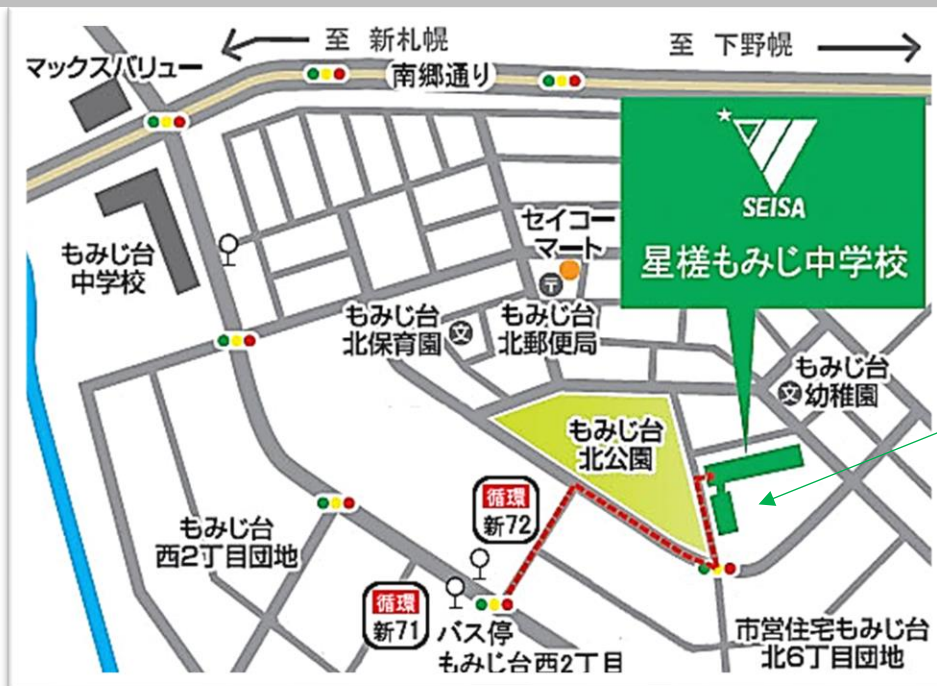 至 新札幌
至 下野幌
マックスバリュー
南郷通り
SEISA
星槎もみじ中学校
もみじ台
中学校
セイコー
マート
〒
もみじ台
北保育園
文
もみじ台
北郵便局
もみじ台
幼稚園
文
もみじ台
北公園
循環
新72
もみじ台
西2丁目団地
循環
新71
バス停
もみじ台西2丁目
市営住宅もみじ台
北6丁目団地